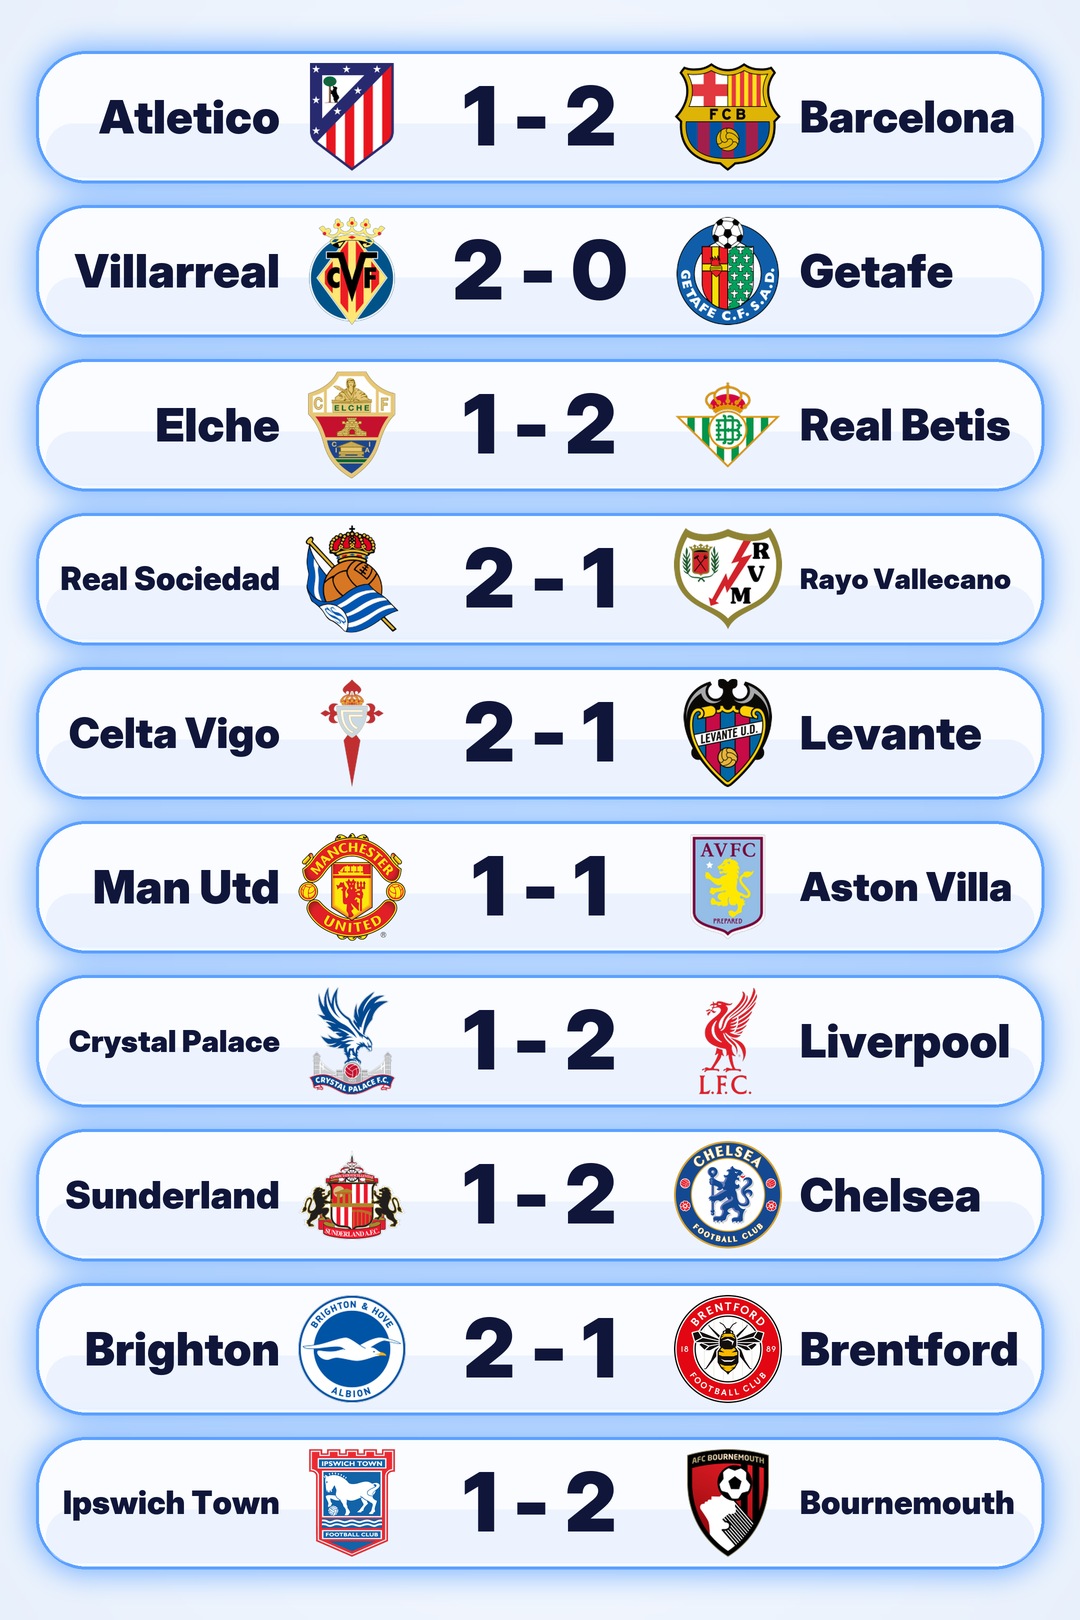 Atletico 1 - 2 FCB Barcelona
Villarreal CVF 2 - 0 GETAFE C.F. S.A.D. Getafe
Elche C ELCHE F 1 - 2 Real Betis
Real Sociedad 2 - 1 RVM Rayo Vallecano
Celta Vigo 2 - 1 LEVANTE U.D. Levante
Man Utd MANCHESTER UNITED ® 1 - 1 AVFC PREPARED Aston Villa
Crystal Palace CRYSTAL PALACE F.C. 1 - 2 L.F.C. Liverpool
Sunderland SUNDERLAND A.F.C. 1 - 2 CHELSEA FOOTBALL CLUB Chelsea
Brighton BRIGHTON & HOVE ALBION 2 - 1 BRENTFORD 18 89 FOOTBALL CLUB Brentford
Ipswich Town IPSWICH TOWN FOOTBALL CLUB 1 - 2 AFC BOURNEMOUTH Bournemouth